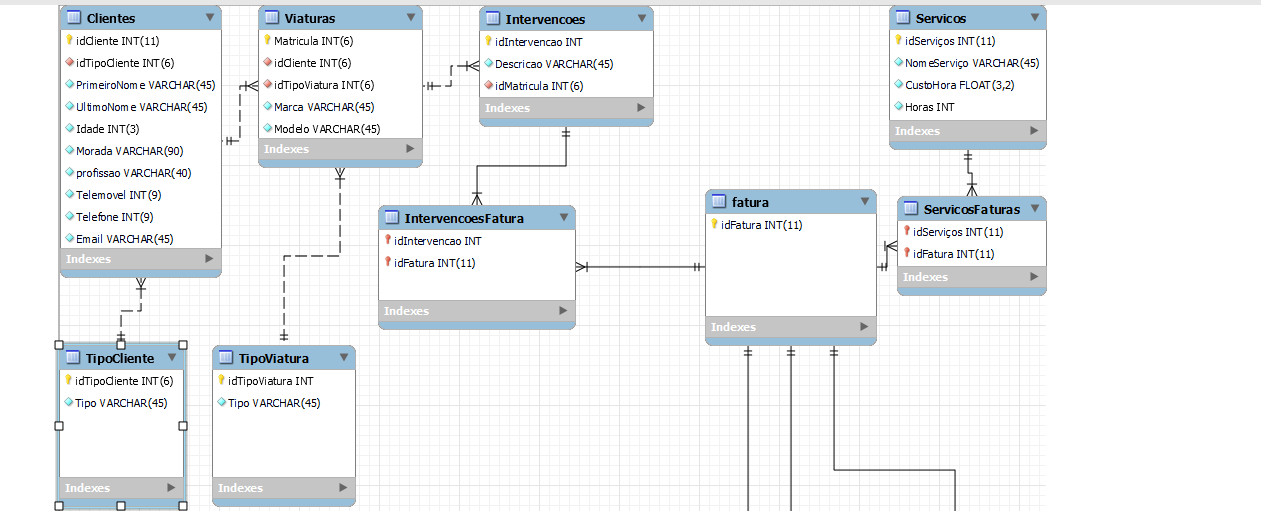 Clientes
idCliente INT(11)
idTipoCliente INT(6)
PrimeiroNome VARCHAR(45)
UltimoNome VARCHAR(45)
Idade INT(3)
Morada VARCHAR(90)
profissao VARCHAR(40)
Telemovel INT(9)
Telefone INT(9)
Email VARCHAR(45)
Indexes
Viaturas
Matricula INT(6)
idCliente INT(6)
idTipoViatura INT(6)
Marca VARCHAR(45)
Modelo VARCHAR(45)
Indexes
Intervencoes
idIntervencao INT
Descricao VARCHAR(45)
idMatricula INT(6)
Indexes
Servicos
idServiços INT(11)
NomeServiço VARCHAR(45)
CustoHora FLOAT(3,2)
Horas INT
Indexes
IntervencoesFatura
idIntervencao INT
idFatura INT(11)
Indexes
fatura
idFatura INT(11)
Indexes
ServicosFaturas
idServiços INT(11)
idFatura INT(11)
Indexes
TipoCliente
idTipoCliente INT(6)
Tipo VARCHAR(45)
Indexes
TipoViatura
idTipoViatura INT
Tipo VARCHAR(45)
Indexes